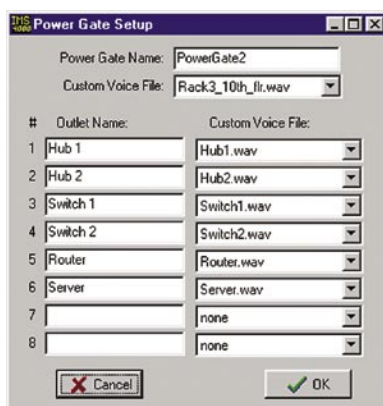 IMS 4000 Power Gate Setup
Power Gate Name: PowerGate2
Custom Voice File: Rack3_10th_flr.wav
# Outlet Name: Custom Voice File:
1 Hub 1 Hub1.wav
2 Hub 2 Hub2.wav
3 Switch 1 Switch1.wav
4 Switch 2 Switch2.wav
5 Router Router.wav
6 Server Server.wav
7 none
8 none
Cancel OK